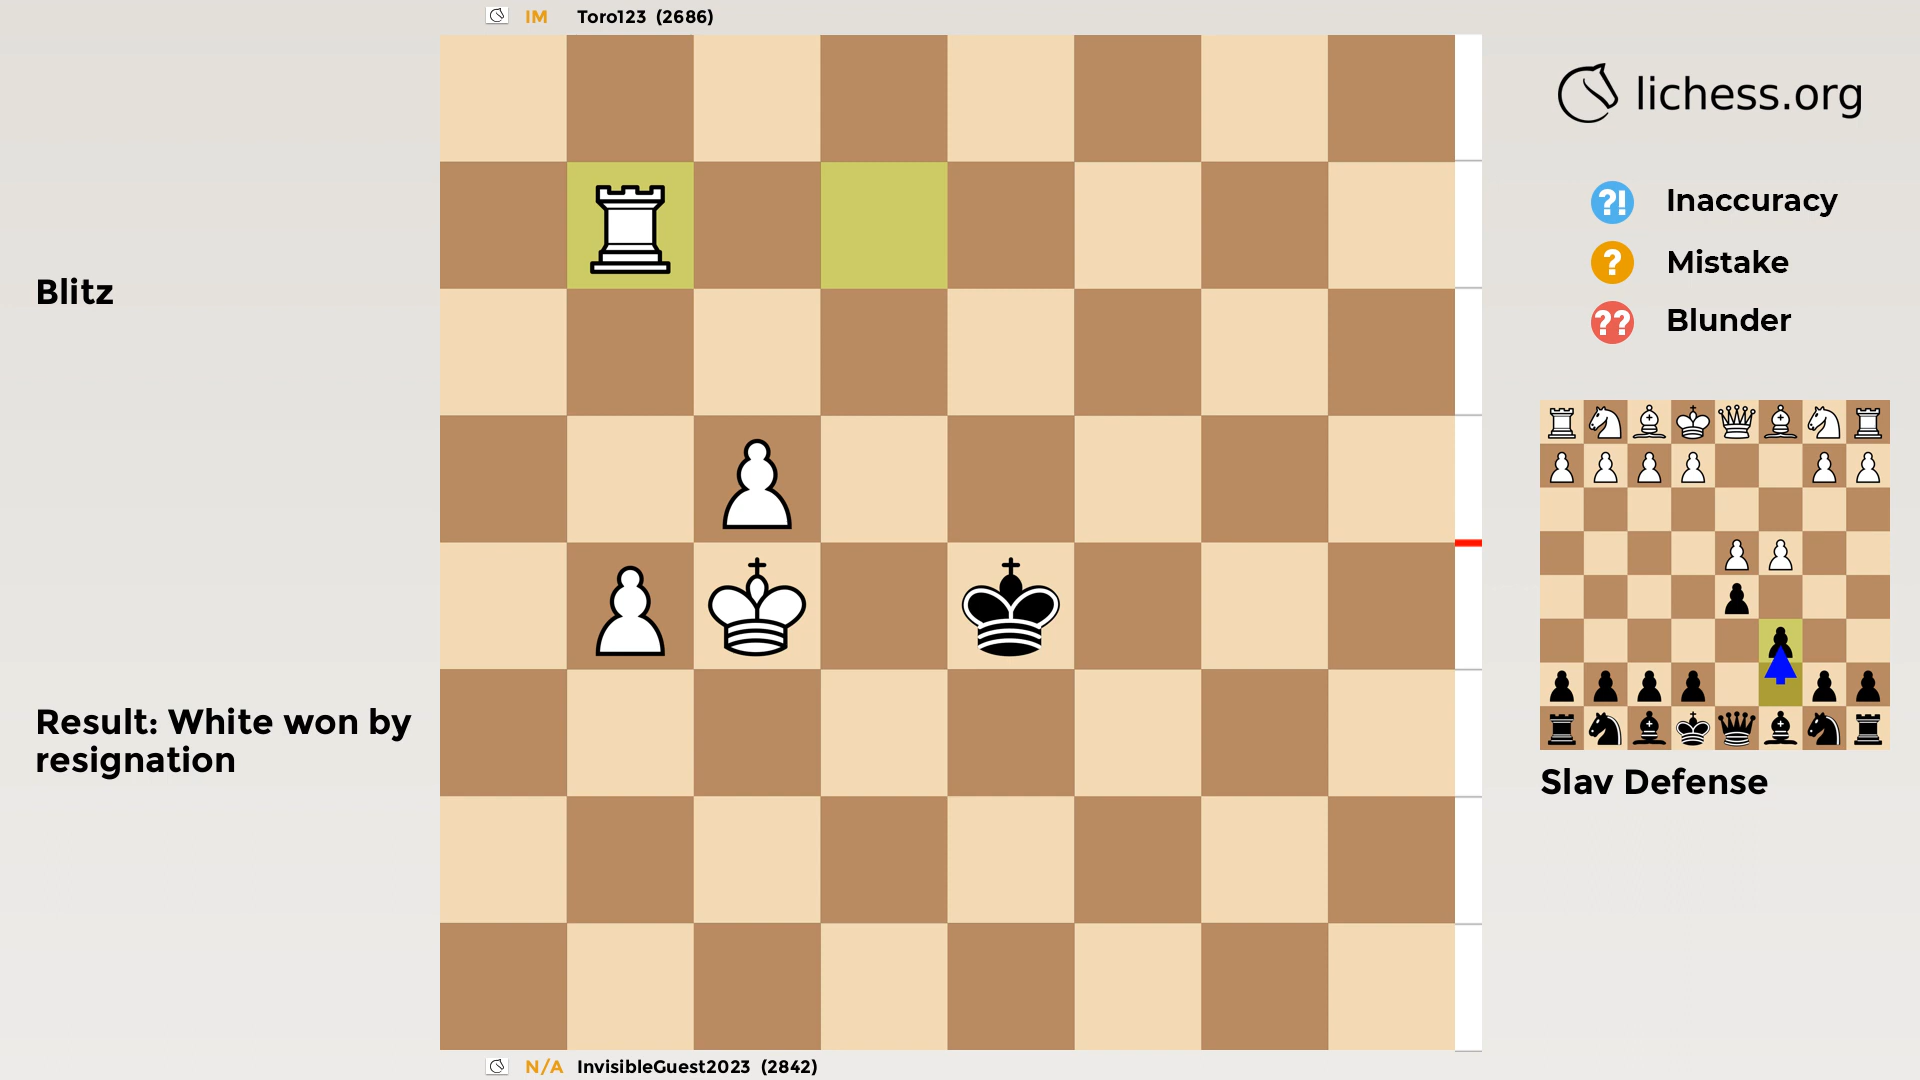 IM Toro123 (2686)
lichess.org
?! Inaccuracy
? Mistake
?? Blunder
Blitz
Result: White won by
resignation
Slav Defense
N/A InvisibleGuest2023 (2842)